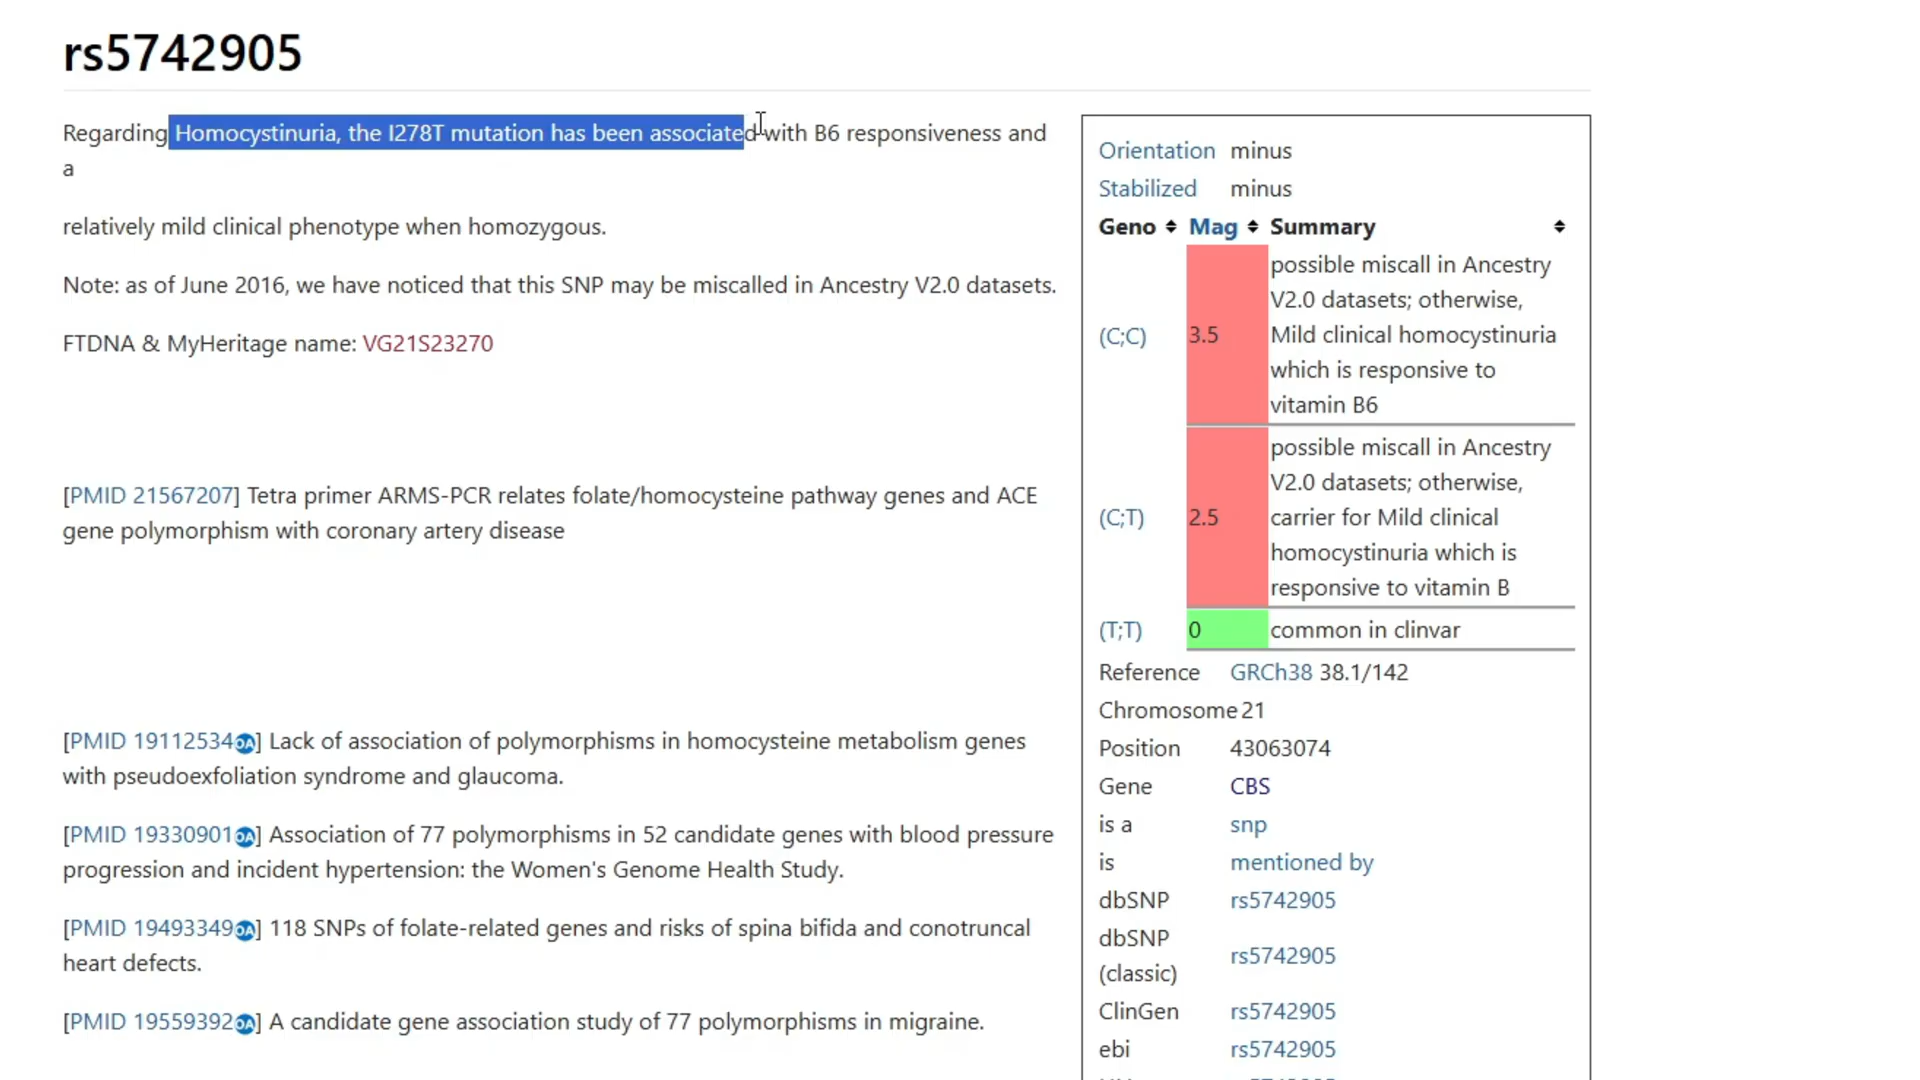 rs5742905
Regarding Homocystinuria, the I278T mutation has been associated with B6 responsiveness and
a
relatively mild clinical phenotype when homozygous.
Note: as of June 2016, we have noticed that this SNP may be miscalled in Ancestry V2.0 datasets.
FTDNA & MyHeritage name: VG21S23270
[PMID 21567207] Tetra primer ARMS-PCR relates folate/homocysteine pathway genes and ACE
gene polymorphism with coronary artery disease
[PMID 19112534OA] Lack of association of polymorphisms in homocysteine metabolism genes
with pseudoexfoliation syndrome and glaucoma.
[PMID 19330901OA] Association of 77 polymorphisms in 52 candidate genes with blood pressure
progression and incident hypertension: the Women's Genome Health Study.
[PMID 19493349OA] 118 SNPs of folate-related genes and risks of spina bifida and conotruncal
heart defects.
[PMID 19559392OA] A candidate gene association study of 77 polymorphisms in migraine.
Orientation minus
Stabilized minus
Geno Mag Summary
possible miscall in Ancestry
V2.0 datasets; otherwise,
(C;C) 3.5 Mild clinical homocystinuria
which is responsive to
vitamin B6
possible miscall in Ancestry
V2.0 datasets; otherwise,
(C;T) 2.5 carrier for Mild clinical
homocystinuria which is
responsive to vitamin B
(T;T) 0 common in clinvar
Reference GRCh38 38.1/142
Chromosome 21
Position 43063074
Gene CBS
is a snp
is mentioned by
dbSNP rs5742905
dbSNP
(classic) rs5742905
ClinGen rs5742905
ebi rs5742905